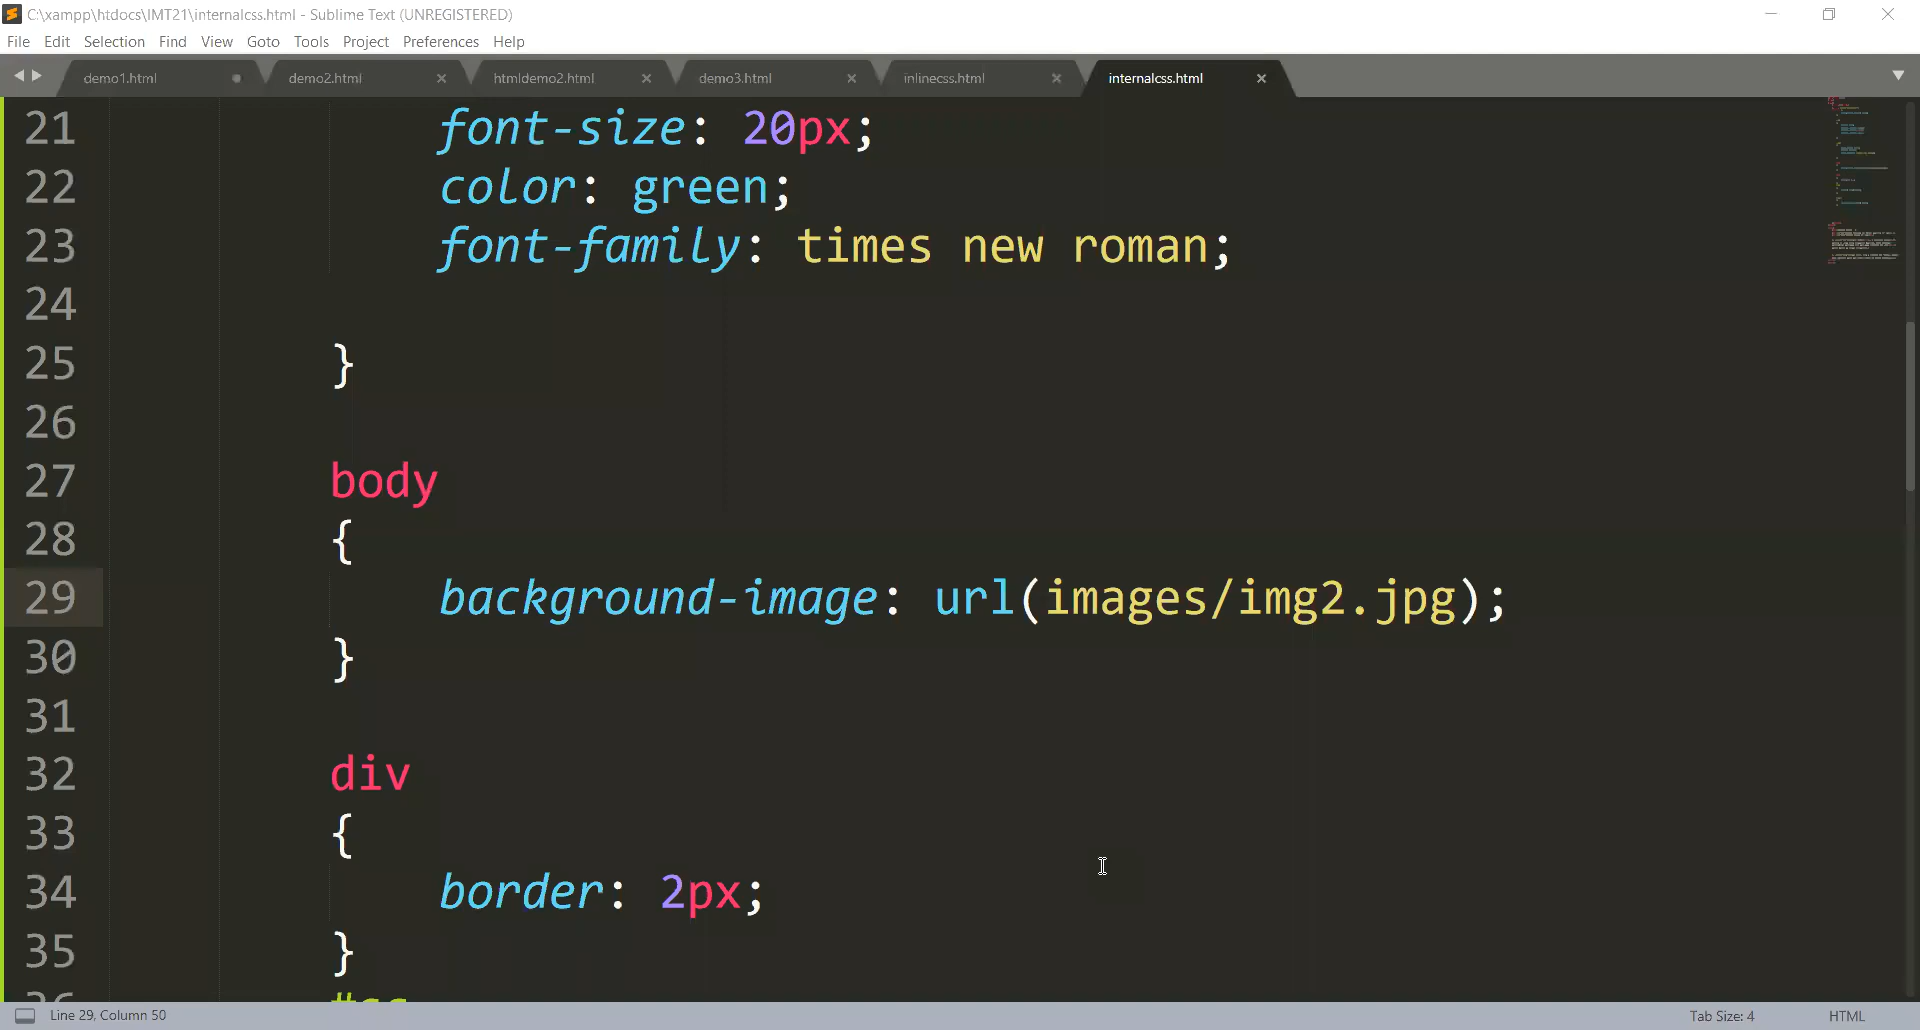 C:\xampp\htdocs\IMT21\internalcss.html - Sublime Text (UNREGISTERED)
File Edit Selection Find View Goto Tools Project Preferences Help
demo1.html demo2.html htmldemo2.html demo3.html inlinecss.html internalcss.html
21 font-size: 20px;
22 color: green;
23 font-family: times new roman;
24
25 }
26
27 body
28 {
29 background-image: url(images/img2.jpg);
30 }
31
32 div
33 {
34 border: 2px;
35 }
Line 29, Column 50 Tab Size: 4 HTML